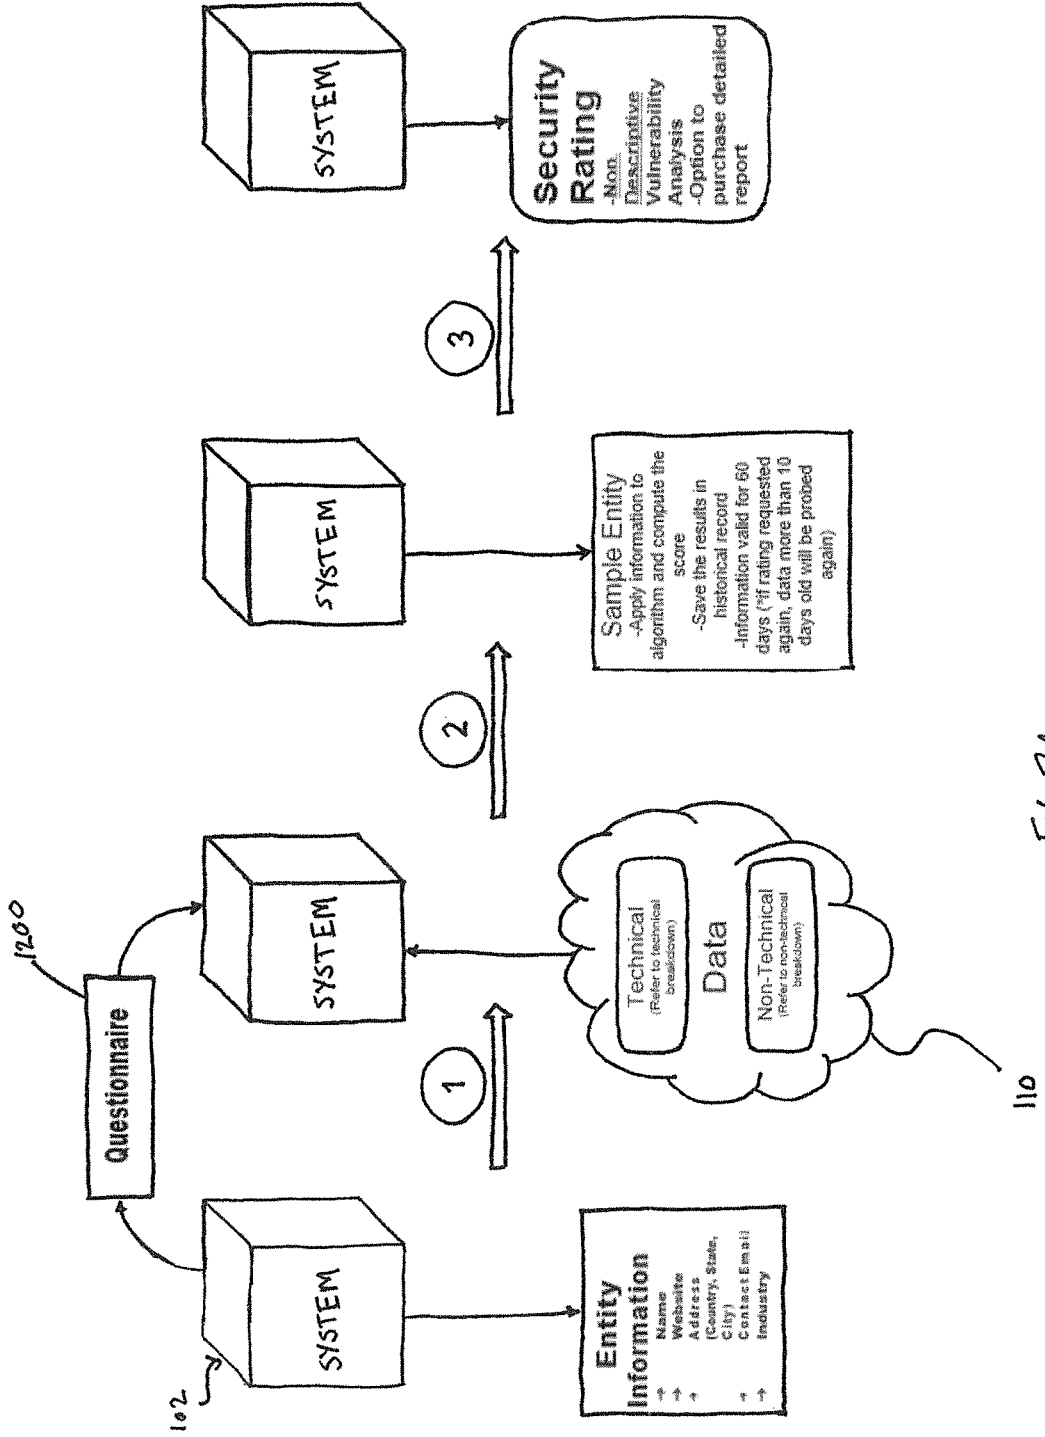 1200
Questionnaire
102
SYSTEM
SYSTEM
SYSTEM
SYSTEM
1
2
3
Entity
Information
→ Name
→ Website
→ Address
(Country, State,
City)
→ Contact Email
→ Industry
Technical
(Refer to technical
breakdown)
Data
Non-Technical
(Refer to non-technical
breakdown)
110
Sample Entity
-Apply information to
algorithm and compute the
score
-Save the results in
historical record
-Information valid for 60
days (*if rating requested
again, data more than 10
days old will be probed
again)
Security
Rating
-Non
Descriptive
Vulnerability
Analysis
-Option to
purchase detailed
report